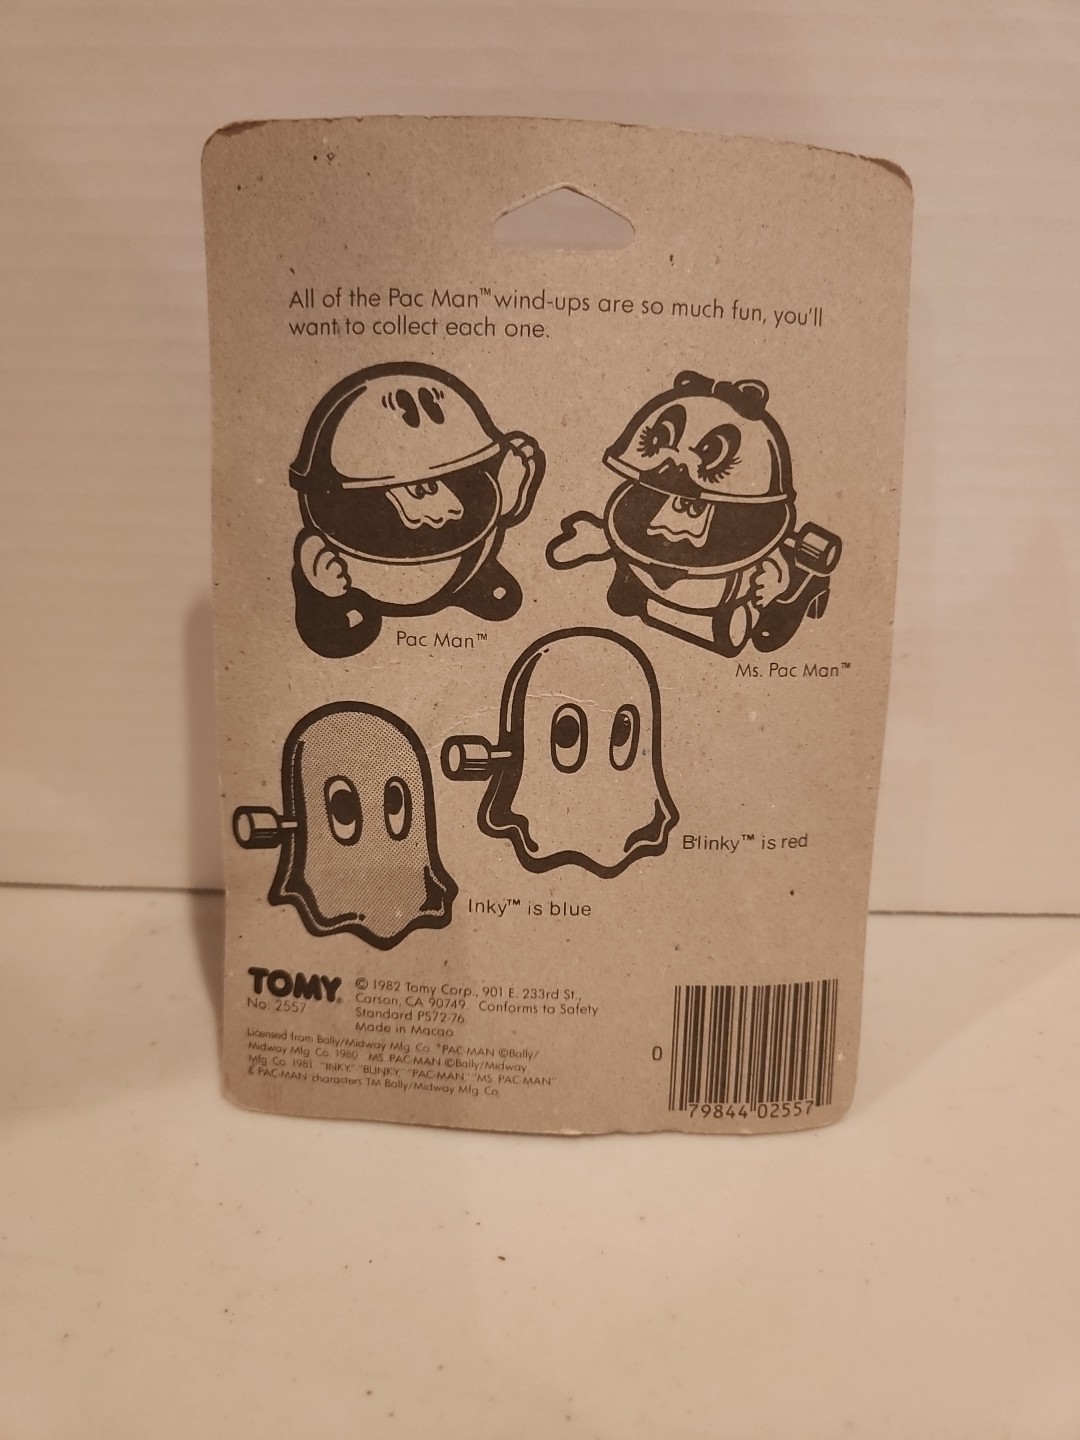 All of the Pac Man™ wind-ups are so much fun, you'll
want to collect each one.
Pac Man™
Ms. Pac Man™
Blinky™ is red
Inky™ is blue
TOMY®
No. 2557
© 1982 Tomy Corp., 901 E. 233rd St.,
Carson, CA 90749. Conforms to Safety
Standard PS72-76
Made in Macao
Licensed from Bally/Midway Mfg Co. *PAC-MAN ©Bally/
Midway Mfg Co. 1980 MS. PAC-MAN ©Bally/Midway
Mfg Co. 1981. "INKY," "BLINKY," "PAC-MAN," "MS. PAC-MAN"
& PAC-MAN characters TM Bally/Midway Mfg. Co.
0 79844 02557